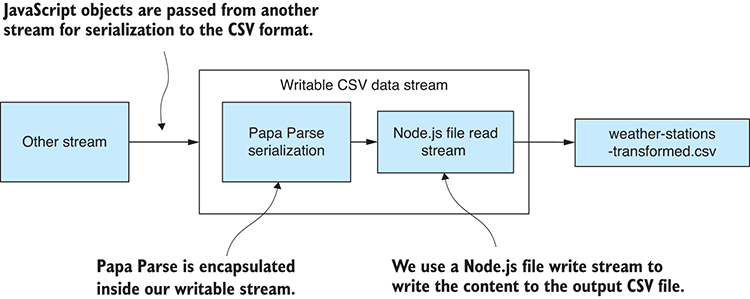 JavaScript objects are passed from another
stream for serialization to the CSV format.
Writable CSV data stream
Other stream
Papa Parse
serialization
Node.js file read
stream
weather-stations
-transformed.csv
Papa Parse is encapsulated
inside our writable stream.
We use a Node.js file write stream to
write the content to the output CSV file.